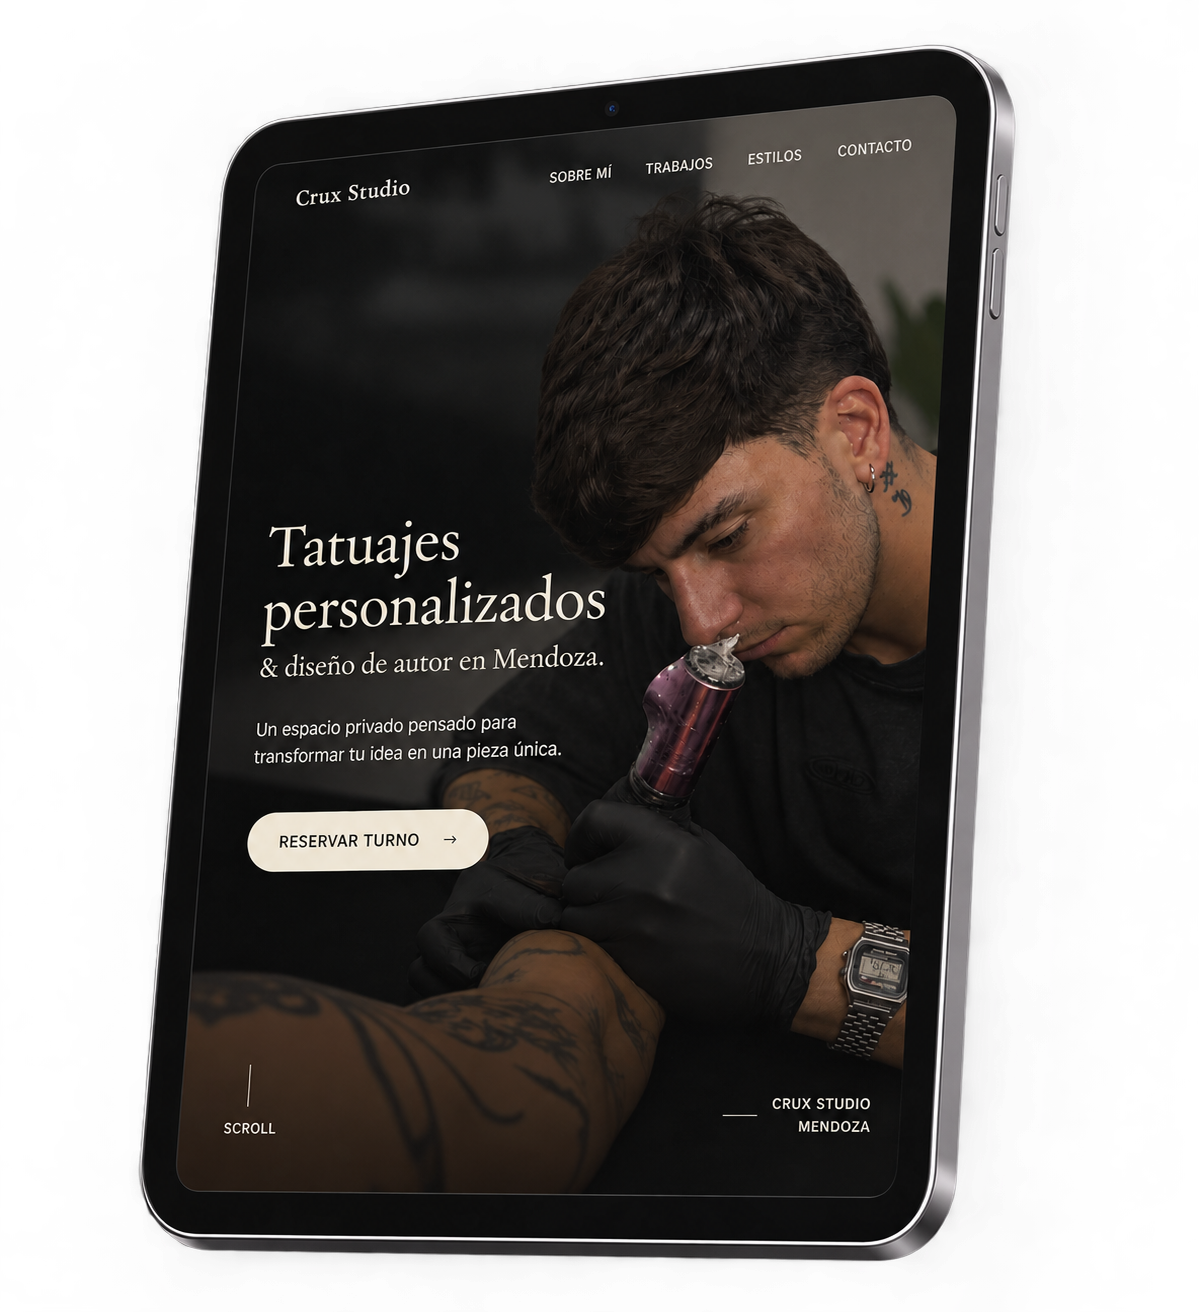 Crux Studio
SOBRE MÍ
TRABAJOS
ESTILOS
CONTACTO
Tatuajes
personalizados
& diseño de autor en Mendoza.
Un espacio privado pensado para
transformar tu idea en una pieza única.
RESERVAR TURNO →
SCROLL
CRUX STUDIO
MENDOZA